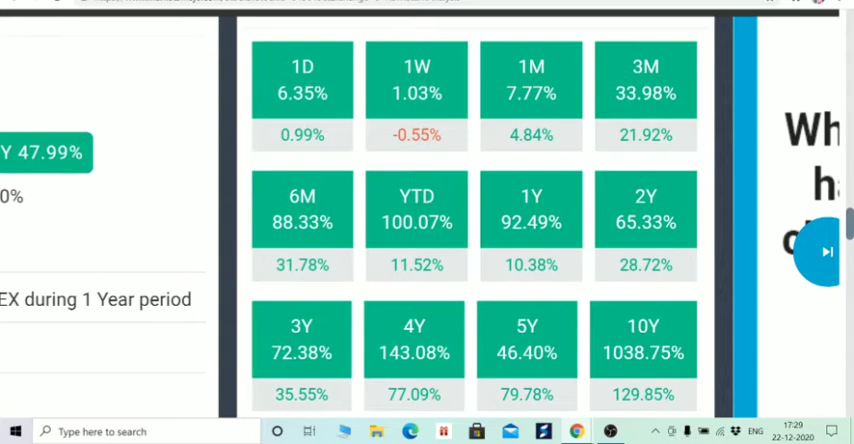 Y 47.99%
0%
EX during 1 Year period
1D 1W 1M 3M
6.35% 1.03% 7.77% 33.98%
0.99% -0.55% 4.84% 21.92%
6M YTD 1Y 2Y
88.33% 100.07% 92.49% 65.33%
31.78% 11.52% 10.38% 28.72%
3Y 4Y 5Y 10Y
72.38% 143.08% 46.40% 1038.75%
35.55% 77.09% 79.78% 129.85%
Wh
h
Type here to search
ENG
17:29
22-12-2020